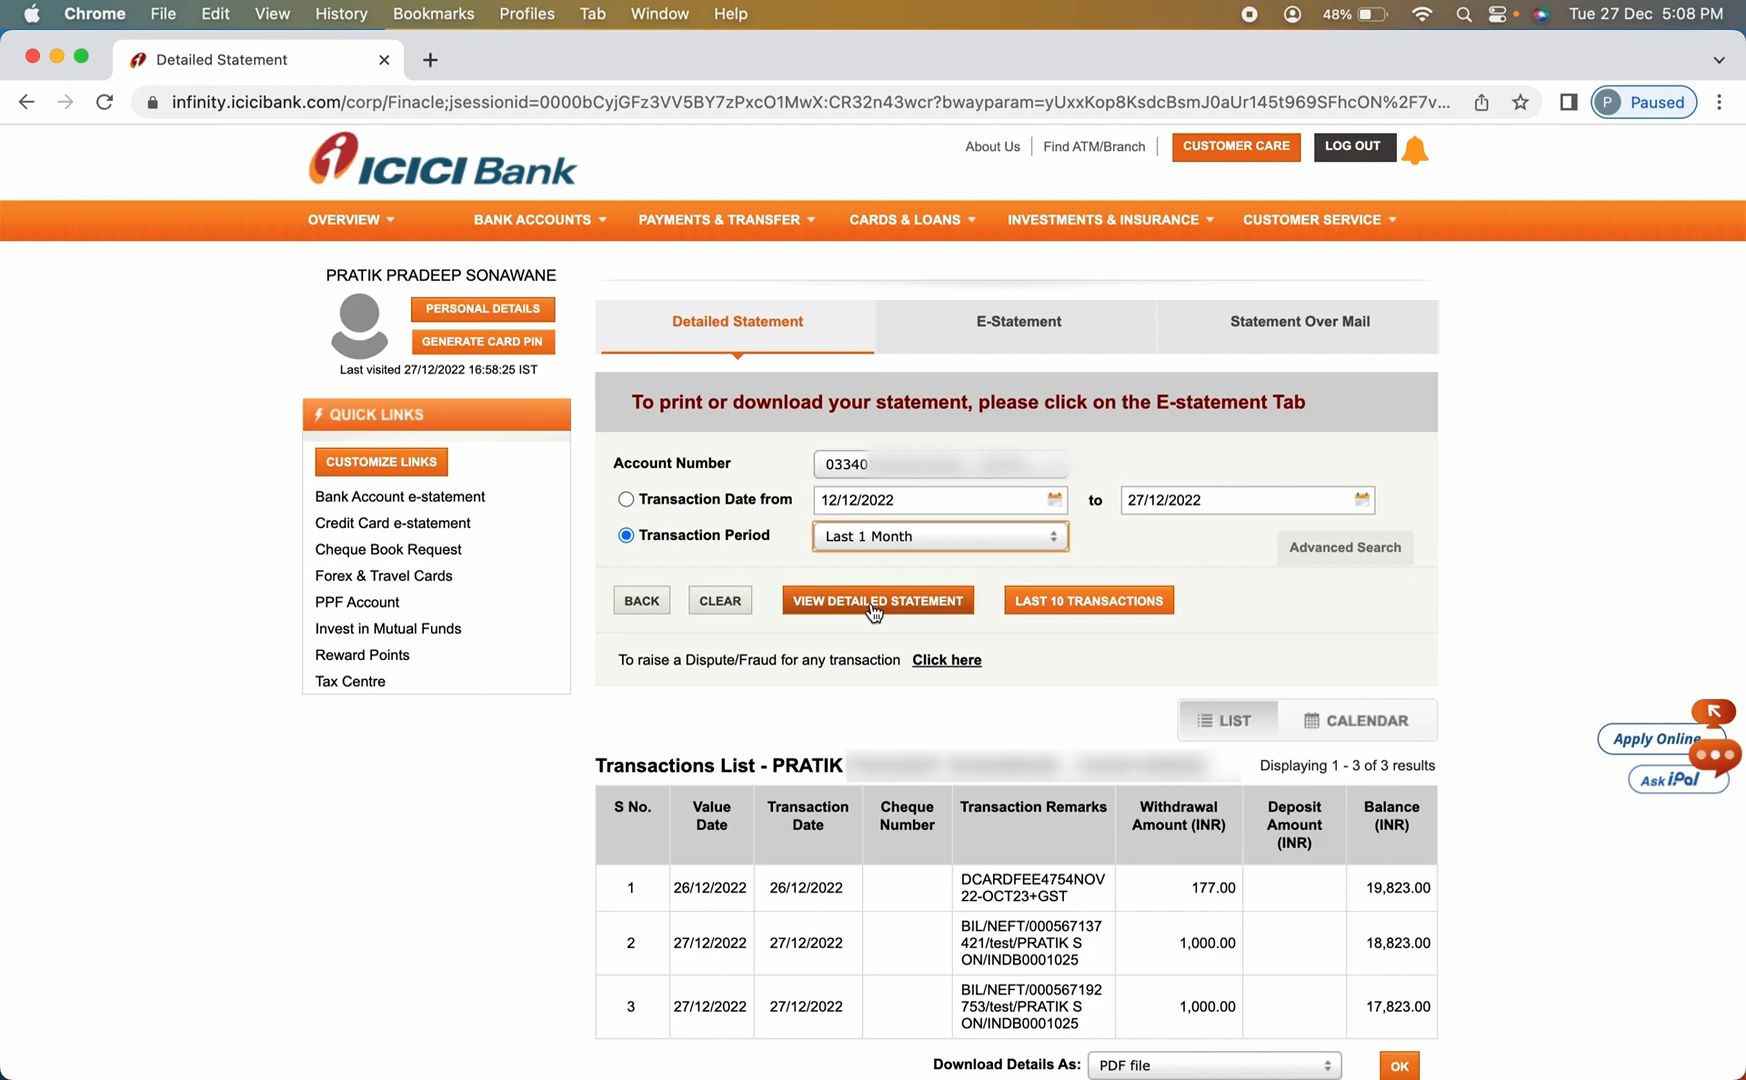 Chrome File Edit View History Bookmarks Profiles Tab Window Help 48% Tue 27 Dec 5:08 PM
Detailed Statement
infinity.icicibank.com/corp/Finacle;jsessionid=0000bCyjGFz3VV5BY7zPxcO1MwX:CR32n43wcr?bwayparam=yUxxKop8KsdcBsmJ0aUr145t969SFhcON%2F7v... P Paused
ICICI Bank
About Us Find ATM/Branch CUSTOMER CARE LOG OUT
OVERVIEW BANK ACCOUNTS PAYMENTS & TRANSFER CARDS & LOANS INVESTMENTS & INSURANCE CUSTOMER SERVICE
PRATIK PRADEEP SONAWANE
PERSONAL DETAILS
GENERATE CARD PIN
Last visited 27/12/2022 16:58:25 IST
QUICK LINKS
CUSTOMIZE LINKS
Bank Account e-statement
Credit Card e-statement
Cheque Book Request
Forex & Travel Cards
PPF Account
Invest in Mutual Funds
Reward Points
Tax Centre
Detailed Statement E-Statement Statement Over Mail
To print or download your statement, please click on the E-statement Tab
Account Number 03340
Transaction Date from 12/12/2022 to 27/12/2022
Transaction Period Last 1 Month
Advanced Search
BACK CLEAR VIEW DETAILED STATEMENT LAST 10 TRANSACTIONS
To raise a Dispute/Fraud for any transaction Click here
LIST CALENDAR
Apply Online
Ask iPal
Transactions List - PRATIK
Displaying 1 - 3 of 3 results
S No. Value Date Transaction Date Cheque Number Transaction Remarks Withdrawal Amount (INR) Deposit Amount (INR) Balance (INR)
1 26/12/2022 26/12/2022 DCARDFEE4754NOV 177.00 19,823.00
22-OCT23+GST
2 27/12/2022 27/12/2022 BIL/NEFT/000567137 1,000.00 18,823.00
421/test/PRATIK S
ON/INDB0001025
3 27/12/2022 27/12/2022 BIL/NEFT/000567192 1,000.00 17,823.00
753/test/PRATIK S
ON/INDB0001025
Download Details As: PDF file OK